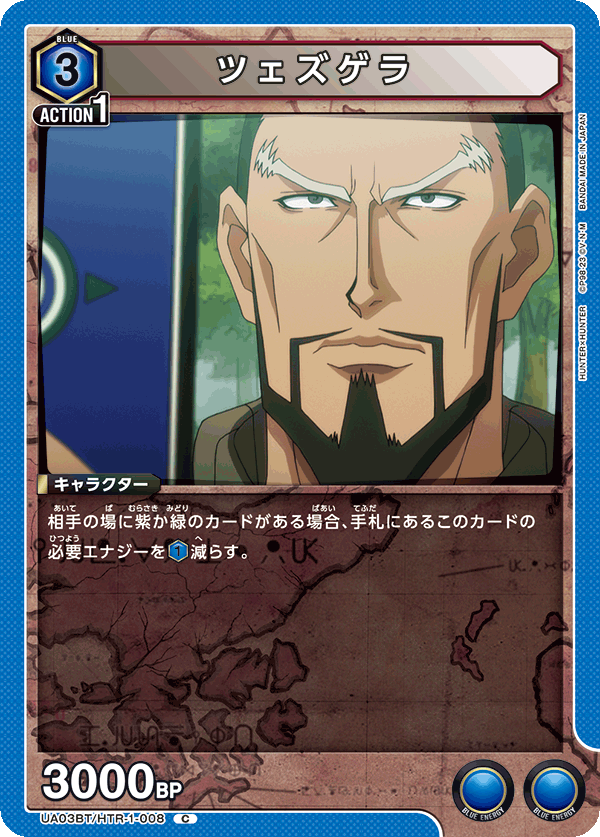 BLUE
3
ツェズゲラ
ACTION 1
HUNTER×HUNTER ©P98-23 ©V・N・M BANDAI MADE IN JAPAN
キャラクター
相手の場に紫か緑のカードがある場合、手札にあるこのカードの
必要エナジーを1減らす。
3000BP
BLUE ENERGY
BLUE ENERGY
UA03BT/HTR-1-008 C